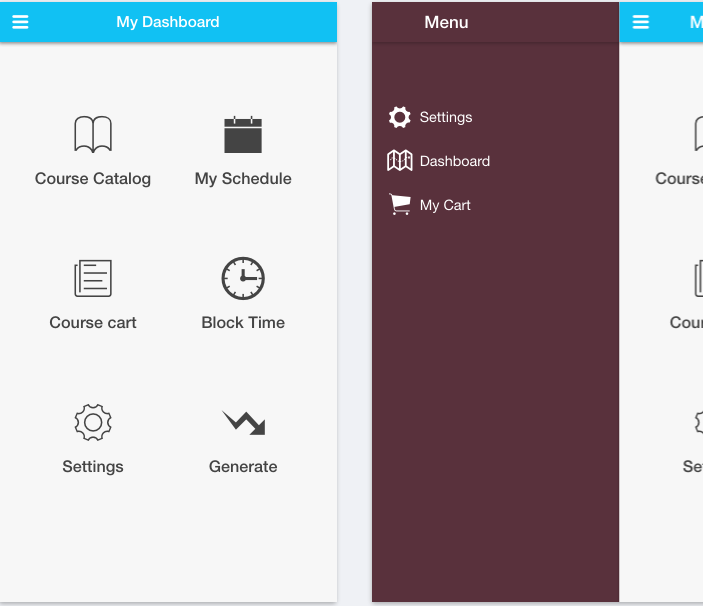 My Dashboard
Course Catalog
My Schedule
Course cart
Block Time
Settings
Generate
Menu
Settings
Dashboard
My Cart
M
Course
Cour
Se